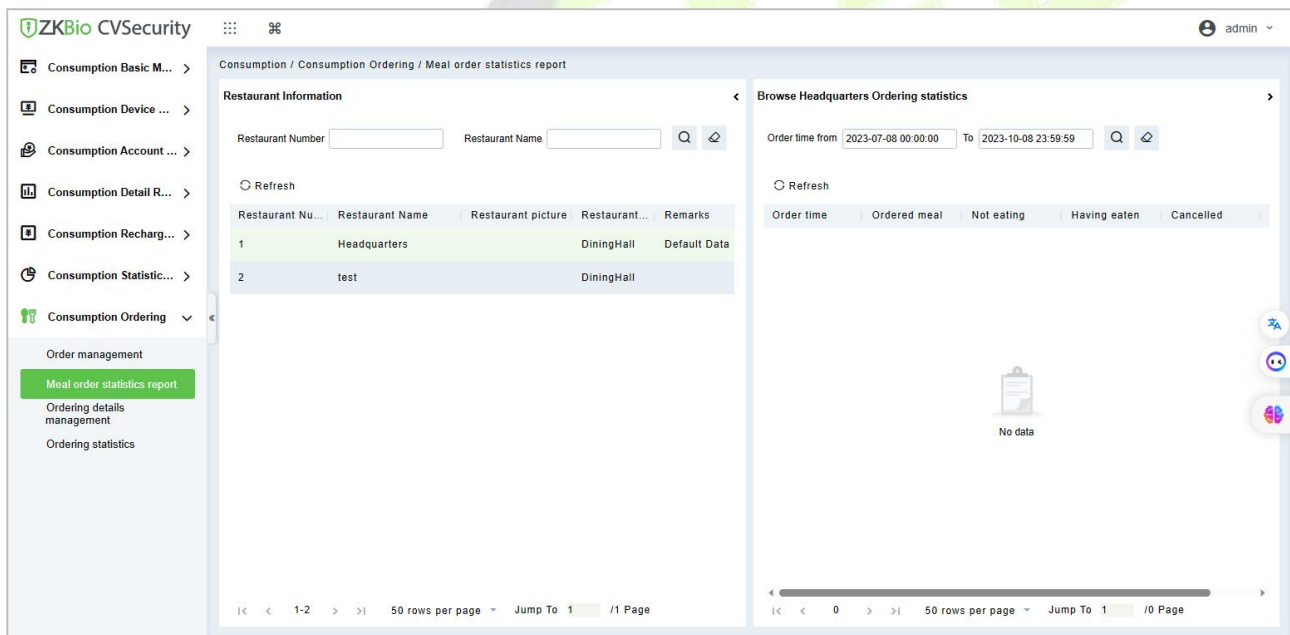 ZKBio CVSecurity
admin
Consumption Basic M...
Consumption Device ...
Consumption Account ...
Consumption Detail R...
Consumption Recharg...
Consumption Statistic...
Consumption Ordering
Order management
Meal order statistics report
Ordering details
management
Ordering statistics
Consumption / Consumption Ordering / Meal order statistics report
Restaurant Information
Restaurant Number Restaurant Name
Refresh
Restaurant Nu... Restaurant Name Restaurant picture Restaurant... Remarks
1 Headquarters DiningHall Default Data
2 test DiningHall
1-2 50 rows per page Jump To 1 /1 Page
Browse Headquarters Ordering statistics
Order time from 2023-07-08 00:00:00 To 2023-10-08 23:59:59
Refresh
Order time Ordered meal Not eating Having eaten Cancelled
No data
0 50 rows per page Jump To 1 /0 Page